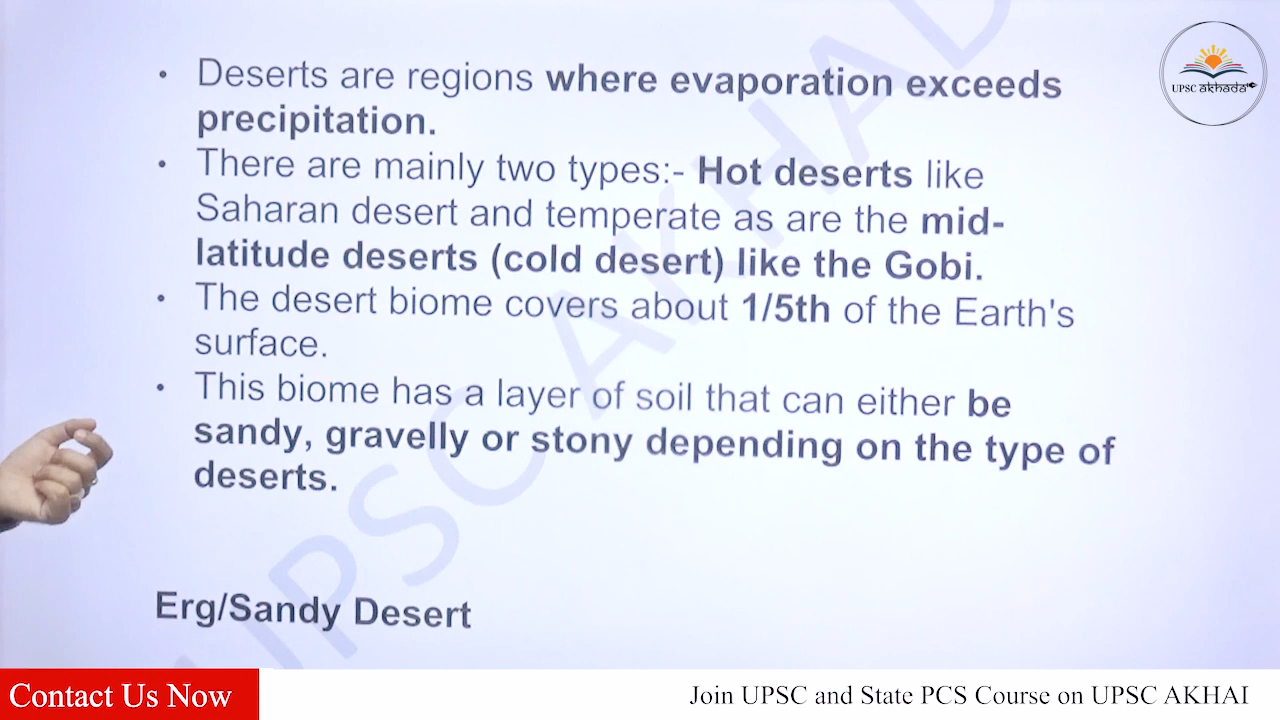 Deserts are regions where evaporation exceeds
precipitation.
There are mainly two types:- Hot deserts like
Saharan desert and temperate as are the mid-
latitude deserts (cold desert) like the Gobi.
The desert biome covers about 1/5th of the Earth's
surface.
This biome has a layer of soil that can either be
sandy, gravelly or stony depending on the type of
deserts.
Erg/Sandy Desert
UPSC AKHAD
UPSC akhada
Contact Us Now
Join UPSC and State PCS Course on UPSC AKHAI